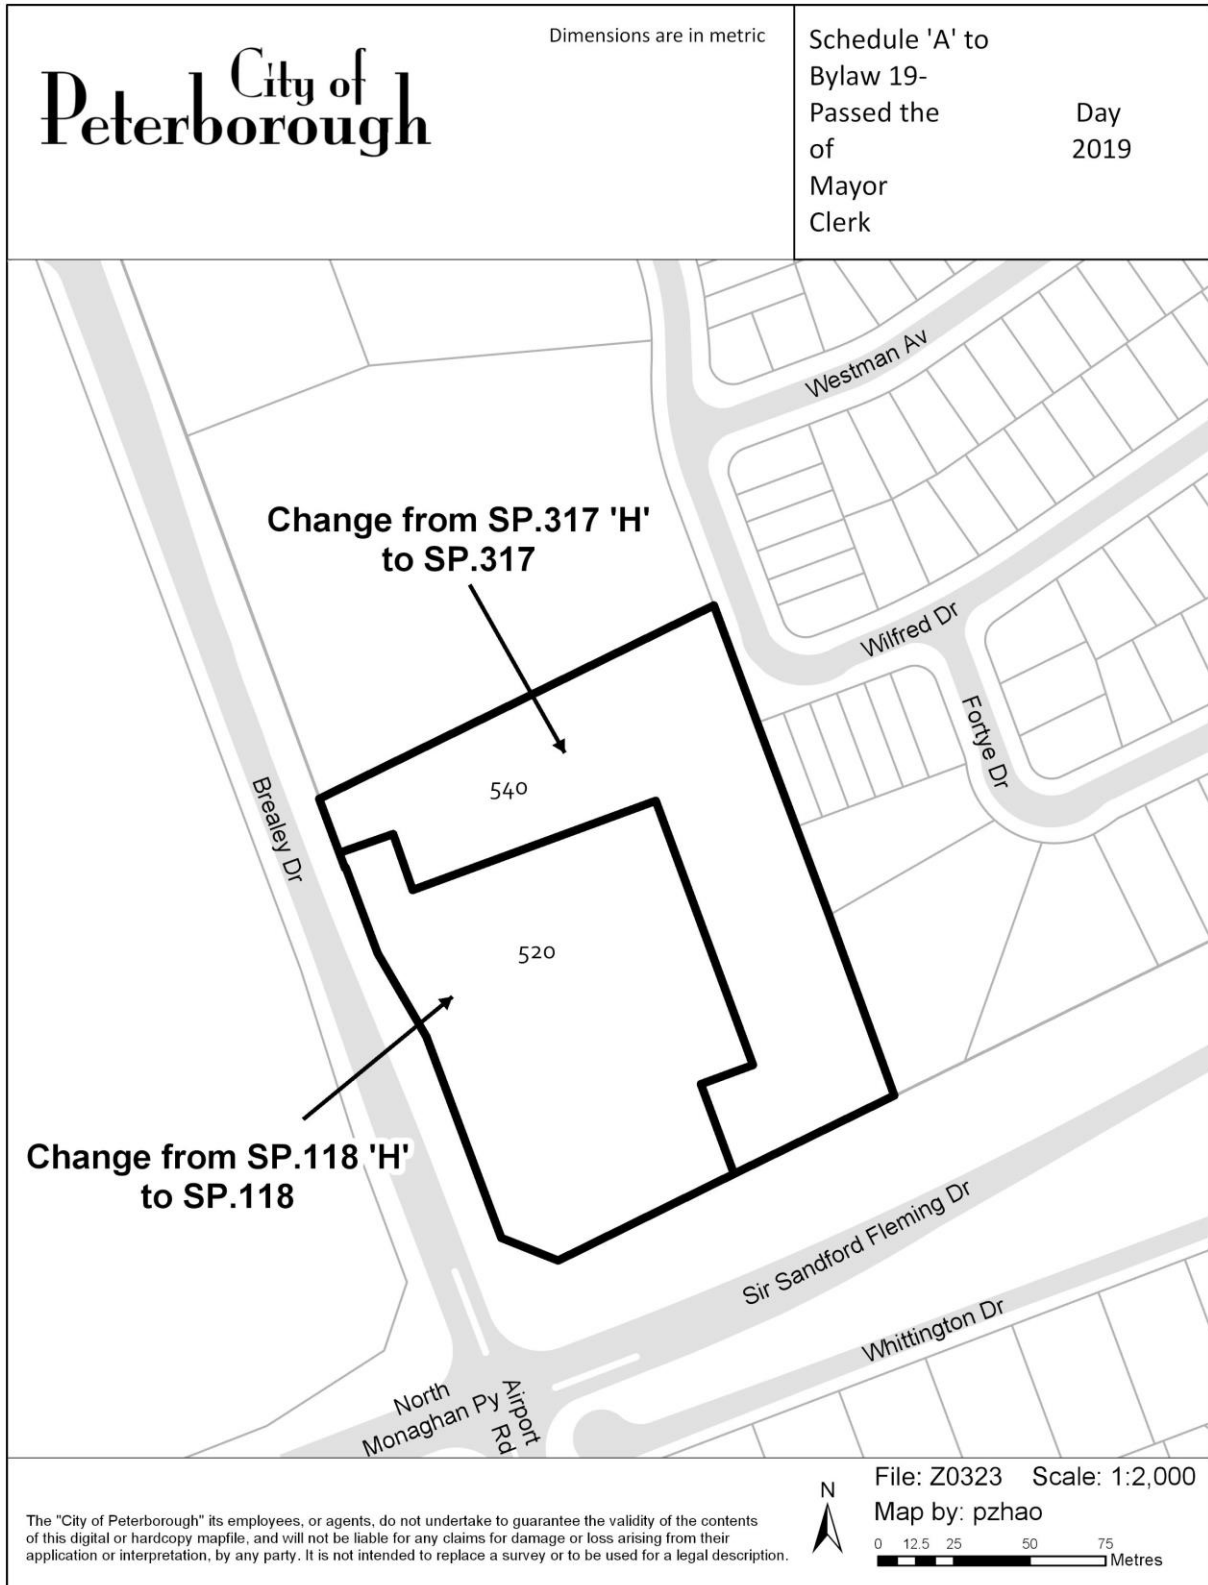 City of
Peterborough
Dimensions are in metric
Schedule 'A' to
Bylaw 19-
Passed the Day
of 2019
Mayor
Clerk
Westman Av
Change from SP.317 'H'
to SP.317
Wilfred Dr
Fortye Dr
Brealey Dr
540
520
Change from SP.118 'H'
to SP.118
Sir Sandford Fleming Dr
Whittington Dr
North
Monaghan Py
Airport
Rd
The "City of Peterborough" its employees, or agents, do not undertake to guarantee the validity of the contents
of this digital or hardcopy mapfile, and will not be liable for any claims for damage or loss arising from their
application or interpretation, by any party. It is not intended to replace a survey or to be used for a legal description.
N
File: Z0323 Scale: 1:2,000
Map by: pzhao
0 12.5 25 50 75
Metres